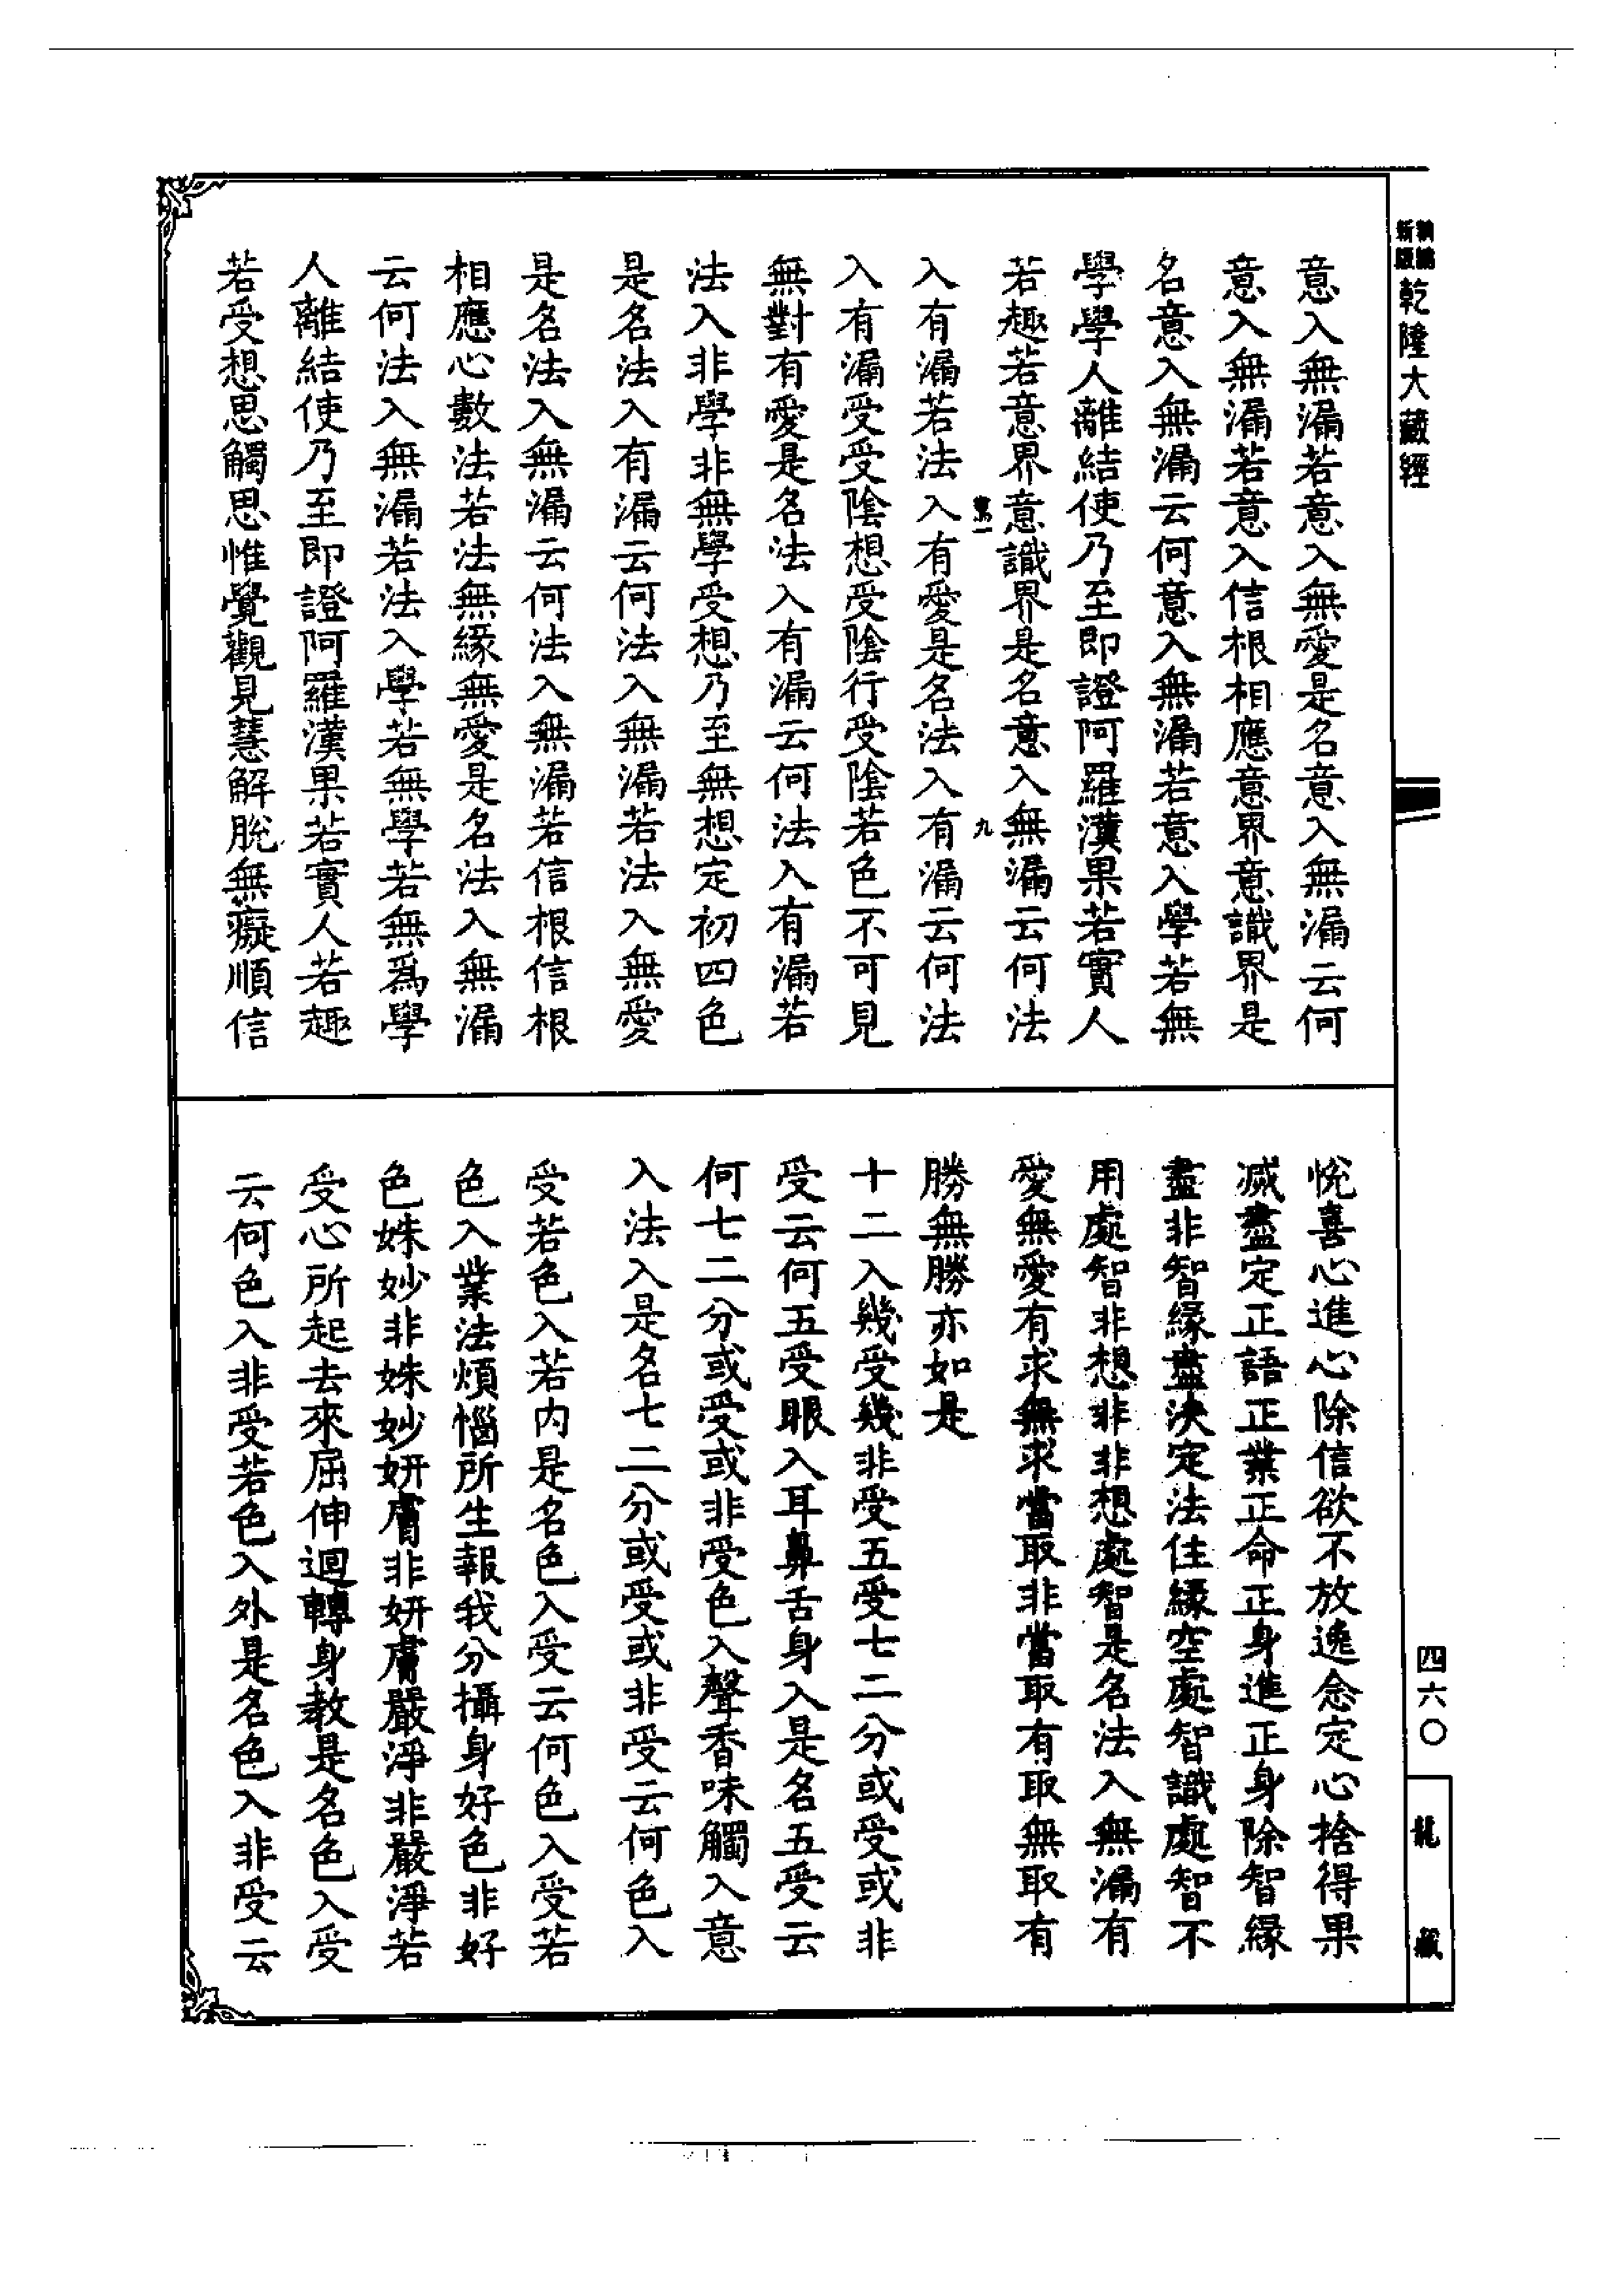 新編
縮版
乾隆大藏經
意入無漏若意入無愛是名意入無漏云何
意入無漏若意入信根相應意界意識界是
名意入無漏云何意入無漏若意入學若無
學學人離結使乃至即證阿羅漢果若實人
若趣若意界意識界是名意入無漏云何法
第一
九
入有漏若法入有愛是名法入有漏云何法
入有漏受受陰想受陰行受陰若色不可見
無對有愛是名法入有漏云何法入有漏若
法入非學非無學受想乃至無想定初四色
是名法入有漏云何法入無漏若法入無愛
是名法入無漏云何法入無漏若信根信根
相應心數法若法無緣無愛是名法入無漏
云何法入無漏若法入學若無學若無爲學
人離結使乃至即證阿羅漢果若實人若趣
若受想思觸思惟覺觀見慧解脫無癡順信
悅喜心進心除信欲不放逸念定心捨得果
滅盡定正語正業正命正身進正身除智緣
盡非智緣盡決定法住緣空處智識處智不
用處智非想非非想處智是名法入無漏有
愛無愛有求無求當取非當取有取無取有
勝無勝亦如是
十二入幾受幾非受五受七二分或受或非
受云何五受眼入耳鼻舌身入是名五受云
何七二分或受或非受色入聲香味觸入意
入法入是名七二分或受或非受云何色入
受若色入若內是名色入受云何色入受若
色入業法煩惱所生報我分攝身好色非好
色姝妙非姝妙妍膚非妍膚嚴淨非嚴淨若
受心所起去來屈伸迴轉身教是名色入受
云何色入非受若色入外是名色入非受云
四六〇
龍藏